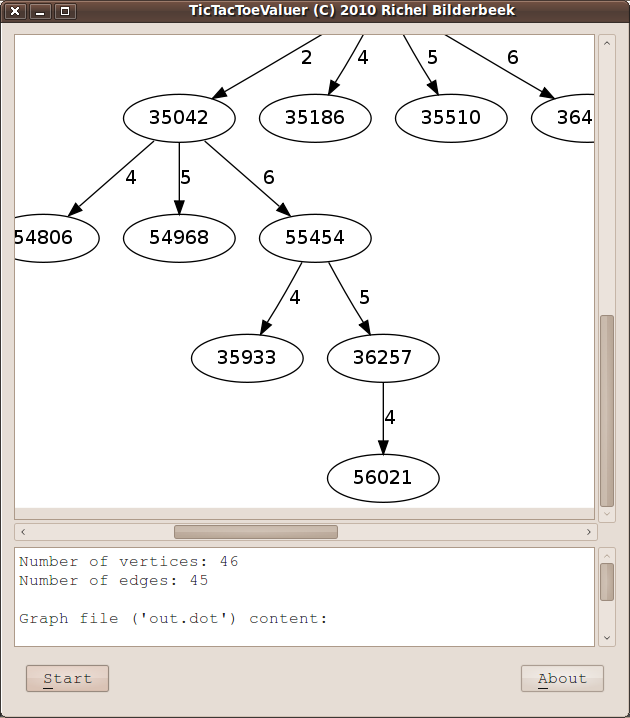 TicTacToeValuer (C) 2010 Richel Bilderbeek
2 4 5 6
35042 35186 35510 364
4 5 6
54806 54968 55454
4 5
35933 36257
4
56021
Number of vertices: 46
Number of edges: 45
Graph file ('out.dot') content:
Start About